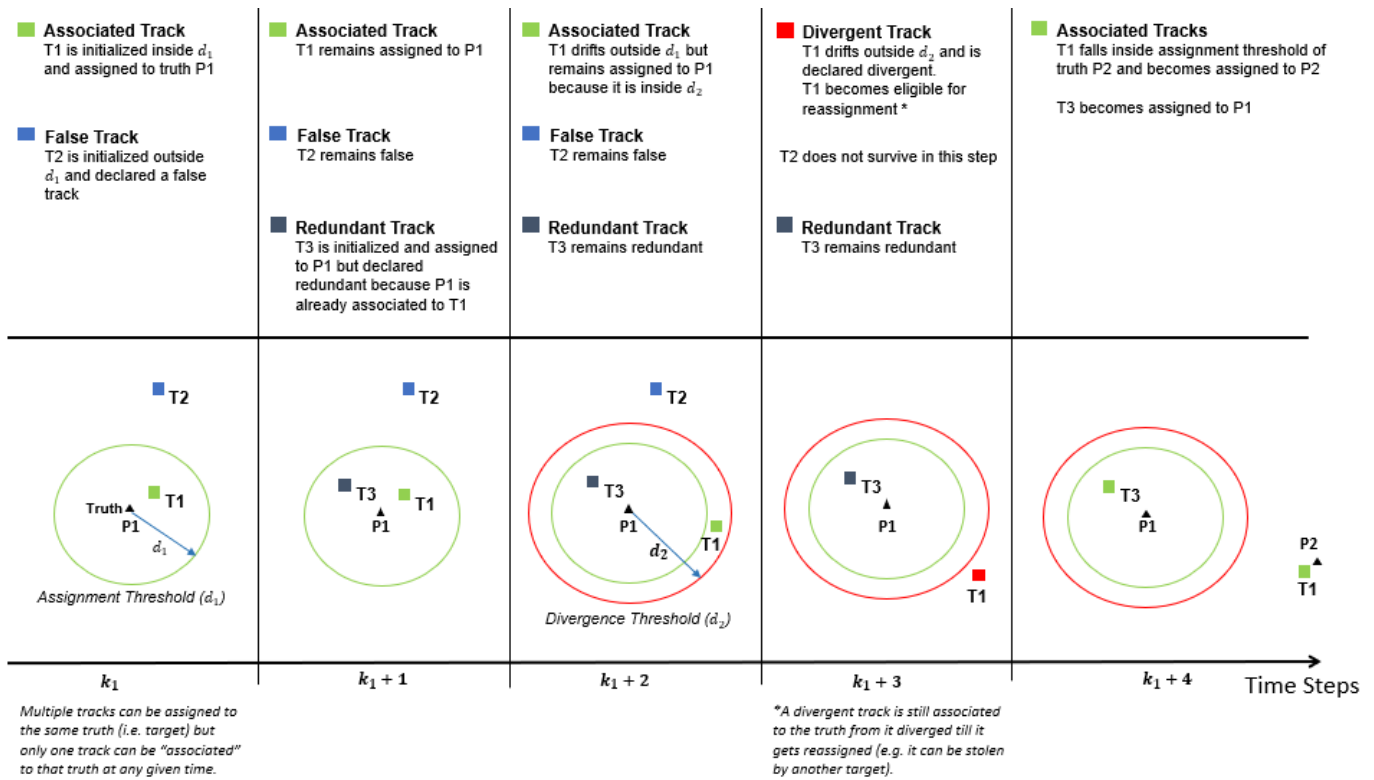 Associated Track
T1 is initialized inside d₁
and assigned to truth P1
False Track
T2 is initialized outside
d₁ and declared a false
track
Associated Track
T1 remains assigned to P1
False Track
T2 remains false
Redundant Track
T3 is initialized and assigned
to P1 but declared
redundant because P1 is
already associated to T1
Associated Track
T1 drifts outside d₁ but
remains assigned to P1
because it is inside d₂
False Track
T2 remains false
Redundant Track
T3 remains redundant
Divergent Track
T1 drifts outside d₂ and is
declared divergent.
T1 becomes eligible for
reassignment *
T2 does not survive in this step
Redundant Track
T3 remains redundant
Associated Tracks
T1 falls inside assignment threshold of
truth P2 and becomes assigned to P2
T3 becomes assigned to P1
T2
T1
Truth
P1
d₁
Assignment Threshold (d₁)
T2
T3
T1
P1
T2
T3
P1
T1
d₂
Divergence Threshold (d₂)
T3
P1
T1
T3
P1
P2
T1
k₁
k₁ + 1
k₁ + 2
k₁ + 3
k₁ + 4
Time Steps
Multiple tracks can be assigned to
the same truth (i.e. target) but
only one track can be “associated”
to that truth at any given time.
*A divergent track is still associated
to the truth from it diverged till it
gets reassigned (e.g. it can be stolen
by another target).